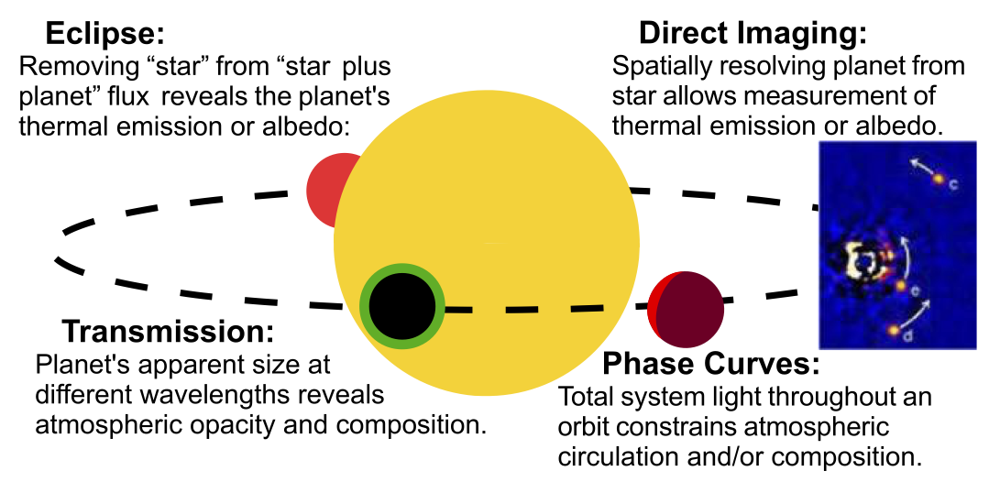 Eclipse:
Removing “star” from “star plus
planet” flux reveals the planet's
thermal emission or albedo:
Direct Imaging:
Spatially resolving planet from
star allows measurement of
thermal emission or albedo.
c
e
d
Transmission:
Planet's apparent size at
different wavelengths reveals
atmospheric opacity and composition.
Phase Curves:
Total system light throughout an
orbit constrains atmospheric
circulation and/or composition.